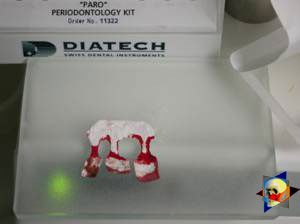 "PARO"
PERIODONTOLOGY KIT
Order No. 11322
DIATECH
SWISS DENTAL INSTRUMENTS